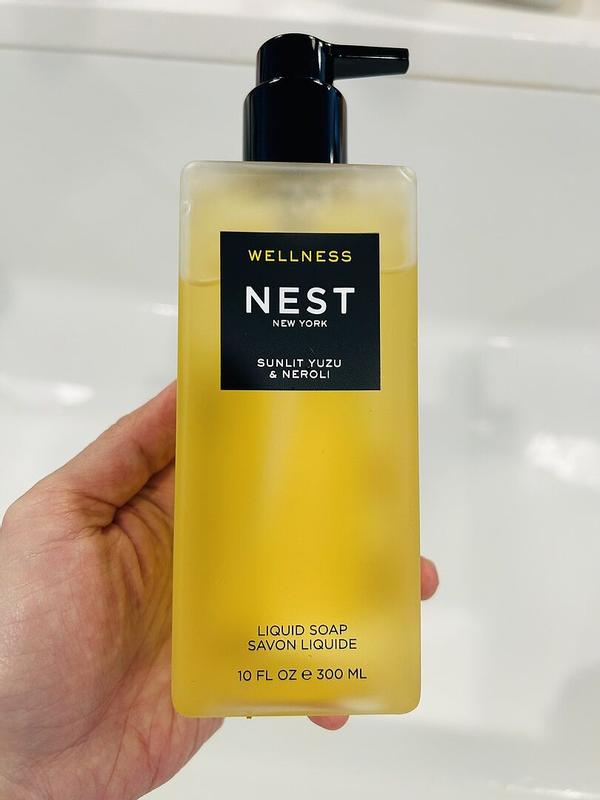 WELLNESS
NEST
NEW YORK
SUNLIT YUZU
& NEROLI
LIQUID SOAP
SAVON LIQUIDE
10 FL OZ ℮ 300 ML